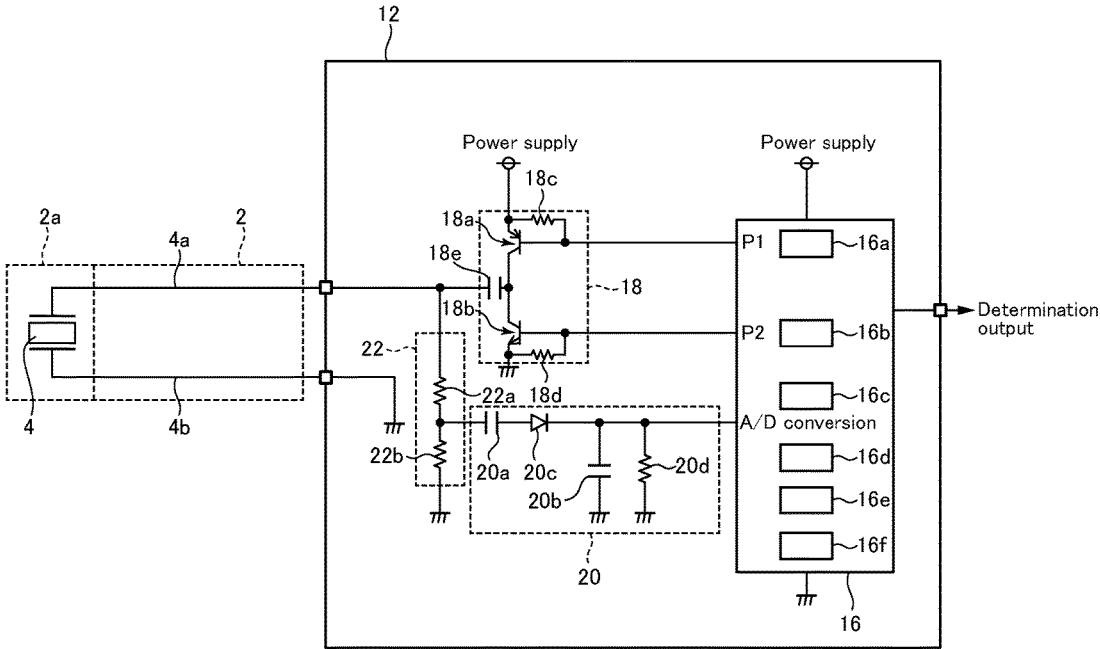 12
Power supply
Power supply
18c
2a
2
18a
P1
16a
4a
18e
18
18b
Determination
output
P2
16b
22
22a
18d
16c
4
4b
A/D conversion
22b
20a
20c
20d
16d
20b
16e
16f
20
16